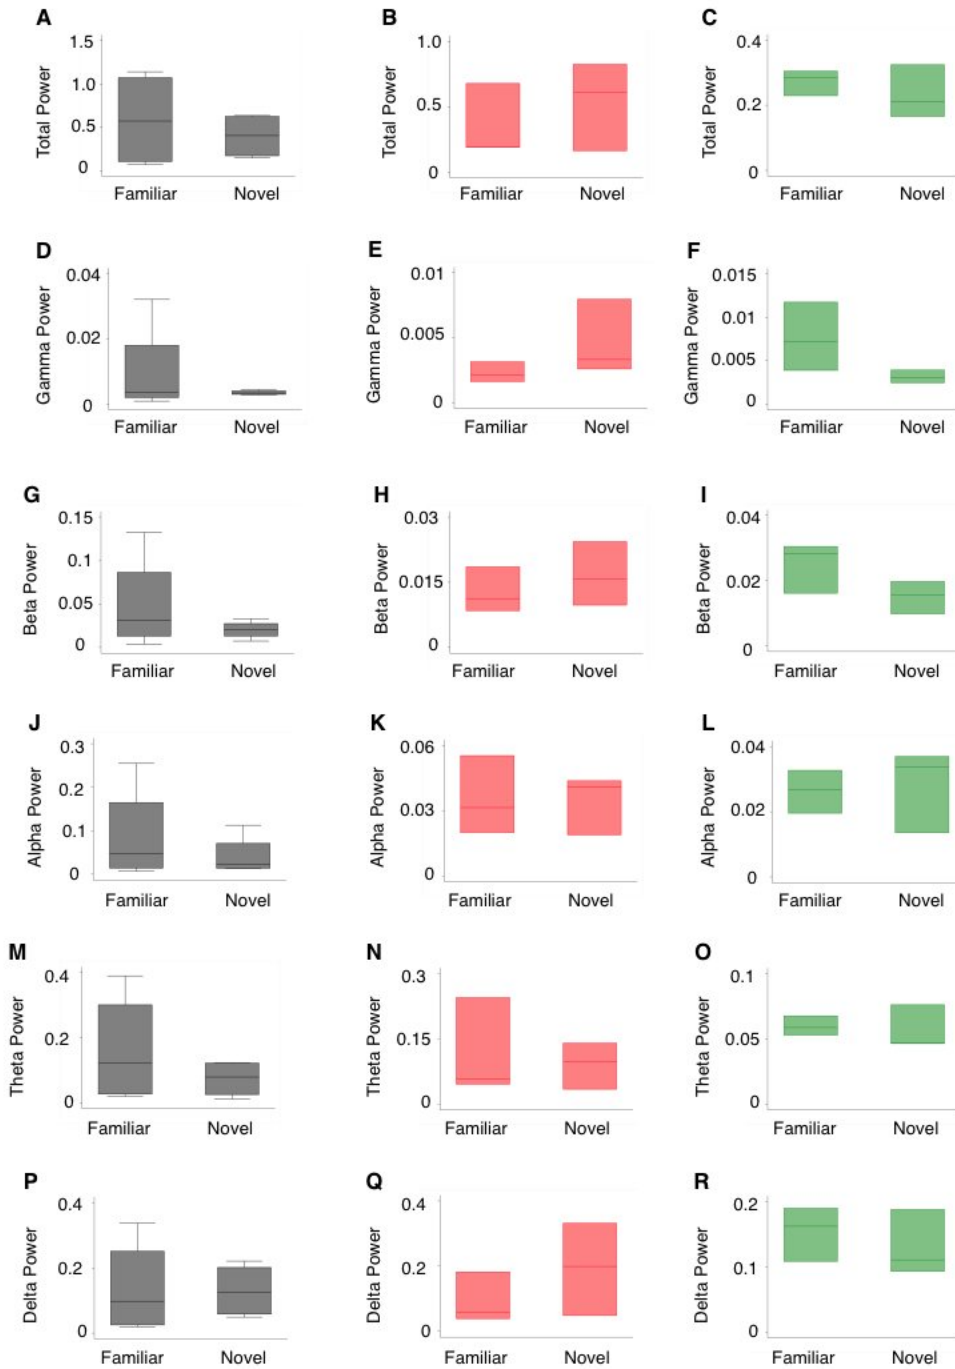 A B C
Total Power 1.5 1.0 0.5 0 Familiar Novel
Total Power 1.0 0.5 0 Familiar Novel
Total Power 0.4 0.2 0 Familiar Novel
D E F
Gamma Power 0.04 0.02 0 Familiar Novel
Gamma Power 0.01 0.005 0 Familiar Novel
Gamma Power 0.015 0.01 0.005 0 Familiar Novel
G H I
Beta Power 0.15 0.1 0.05 0 Familiar Novel
Beta Power 0.03 0.015 0 Familiar Novel
Beta Power 0.04 0.02 0 Familiar Novel
J K L
Alpha Power 0.3 0.2 0.1 0 Familiar Novel
Alpha Power 0.06 0.03 0 Familiar Novel
Alpha Power 0.04 0.02 0 Familiar Novel
M N O
Theta Power 0.4 0.2 0 Familiar Novel
Theta Power 0.3 0.15 0 Familiar Novel
Theta Power 0.1 0.05 0 Familiar Novel
P Q R
Delta Power 0.4 0.2 0 Familiar Novel
Delta Power 0.4 0.2 0 Familiar Novel
Delta Power 0.2 0.1 0 Familiar Novel